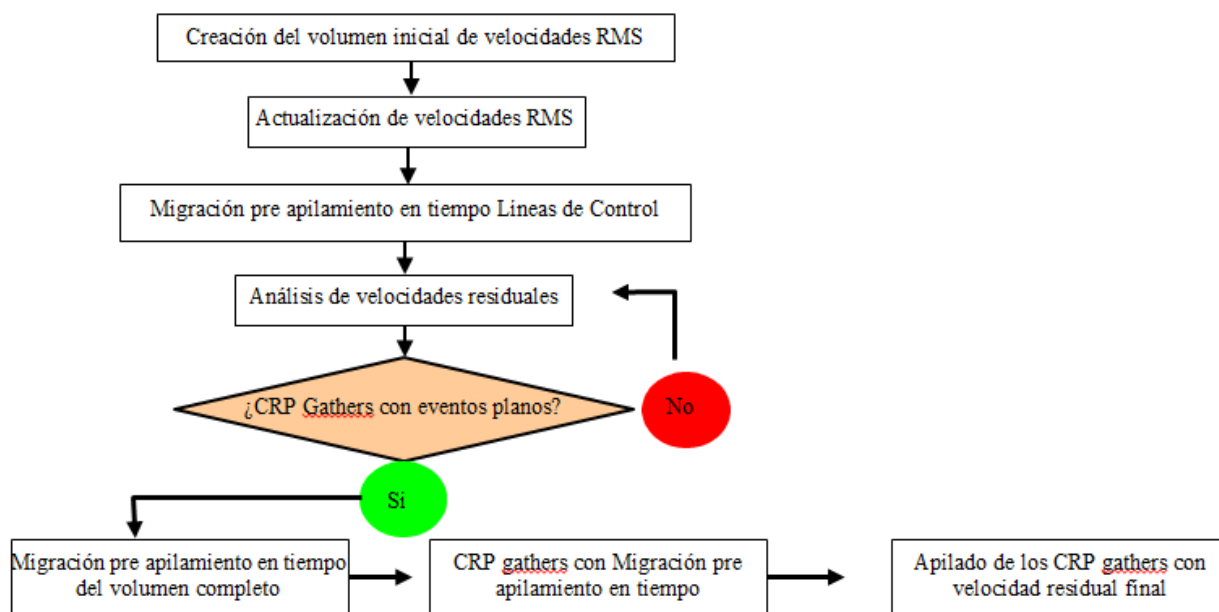 Creación del volumen inicial de velocidades RMS
Actualización de velocidades RMS
Migración pre apilamiento en tiempo Lineas de Control
Análisis de velocidades residuales
¿CRP Gathers con eventos planos?
No
Si
Migración pre apilamiento en tiempo
del volumen completo
CRP gathers con Migración pre
apilamiento en tiempo
Apilado de los CRP gathers con
velocidad residual final